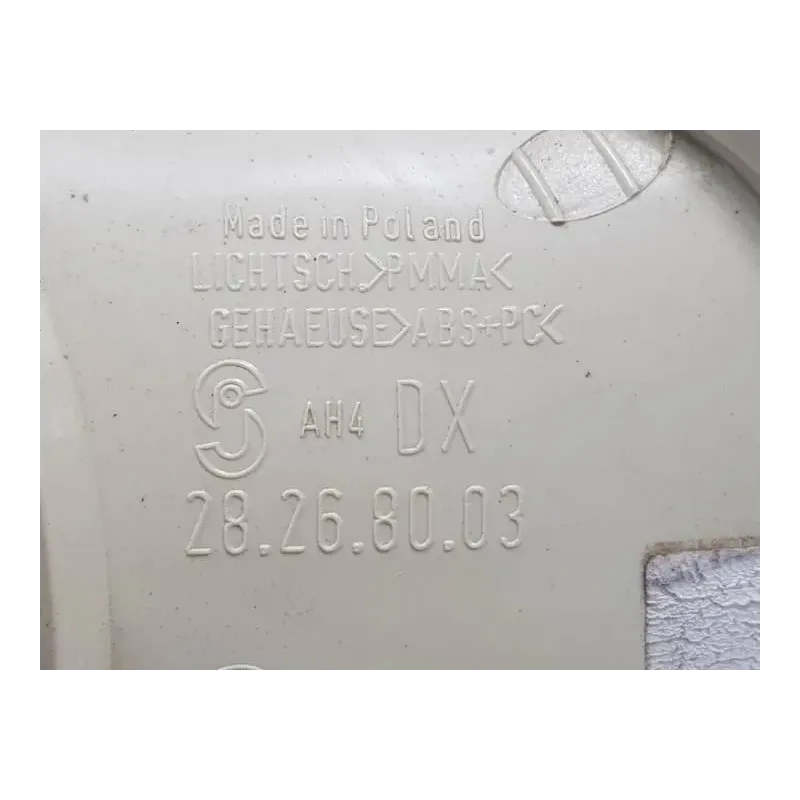 Made in Poland
LICHTSCH.>PMMA<
GEHAEUSE>ABS+PC<
AH4 DX
28.26.80.03